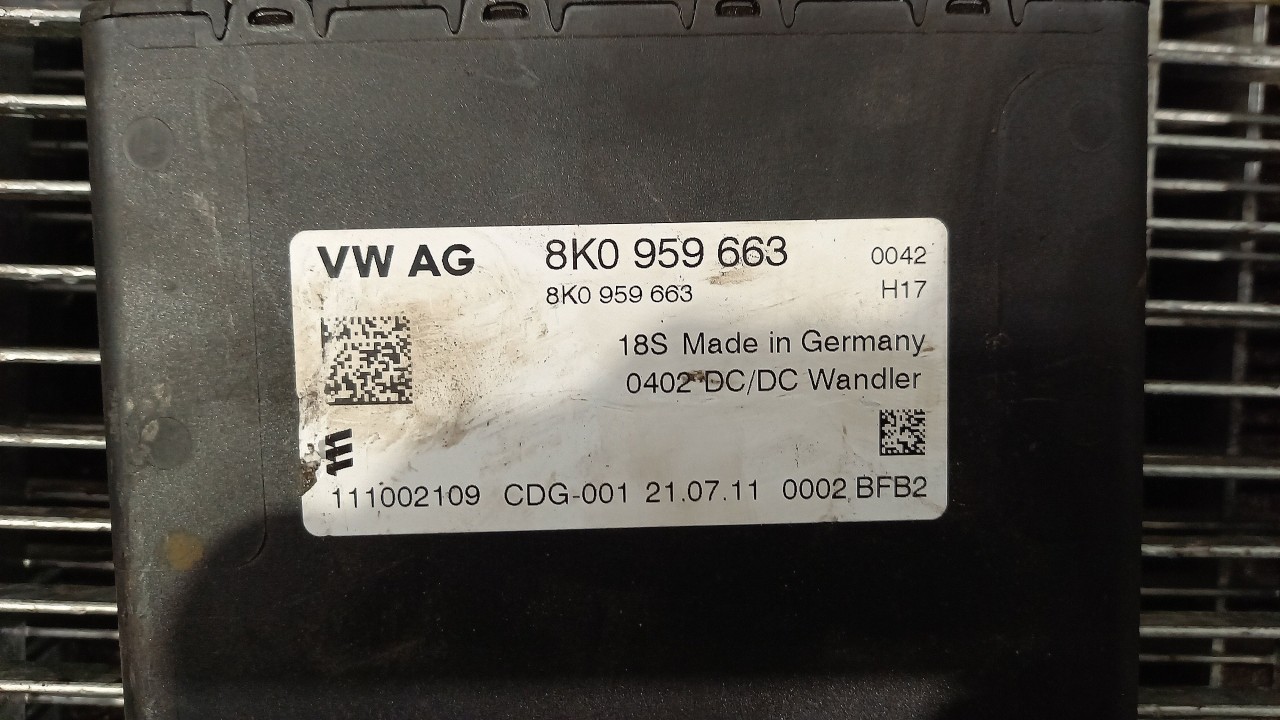 VW AG 8K0 959 663 0042
8K0 959 663 H17
18S Made in Germany
0402 DC/DC Wandler
111002109 CDG-001 21.07.11 0002 BFB2